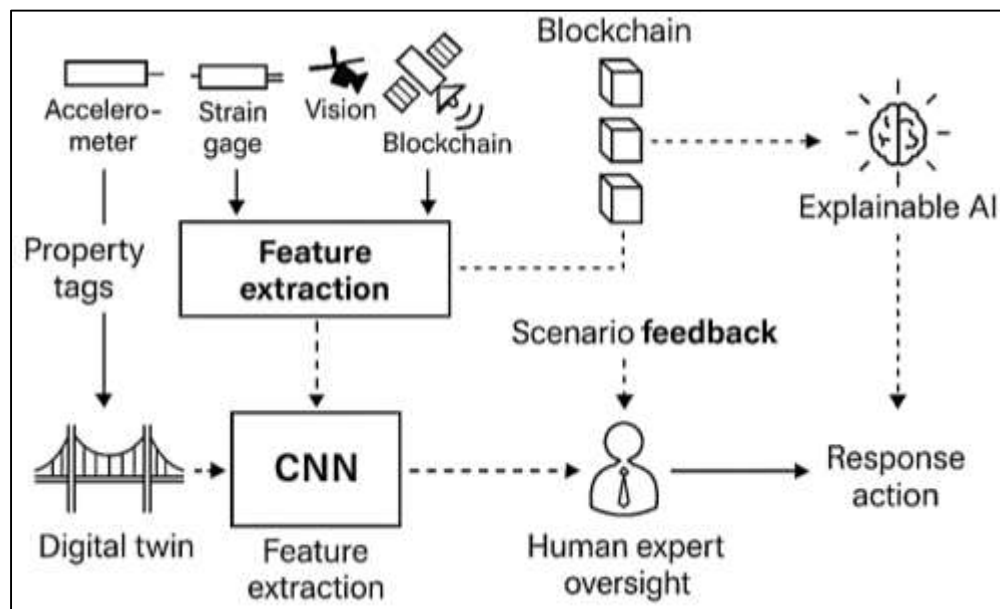 Blockchain
Accelero-
meter
Strain
gage
Vision
Blockchain
Explainable AI
Property
tags
Feature
extraction
Scenario feedback
CNN
Response
action
Digital twin
Feature
extraction
Human expert
oversight